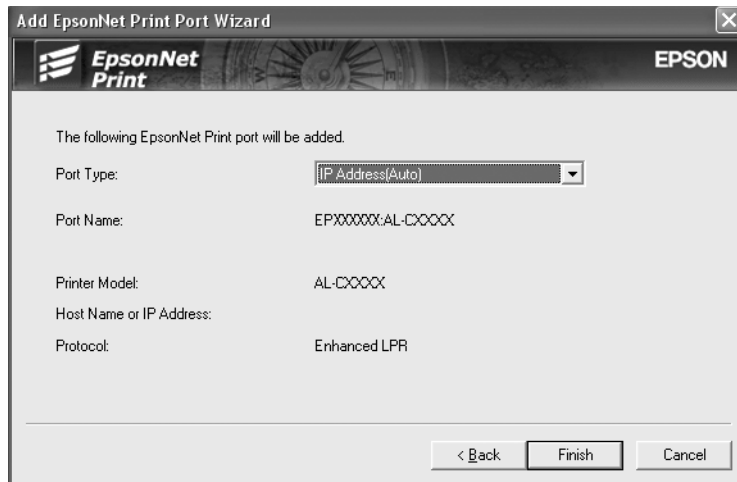 Add EpsonNet Print Port Wizard
EpsonNet
Print
EPSON
The following EpsonNet Print port will be added.
Port Type: IP Address(Auto)
Port Name: EPXXXXXX:AL-CXXXX
Printer Model: AL-CXXXX
Host Name or IP Address:
Protocol: Enhanced LPR
< Back Finish Cancel